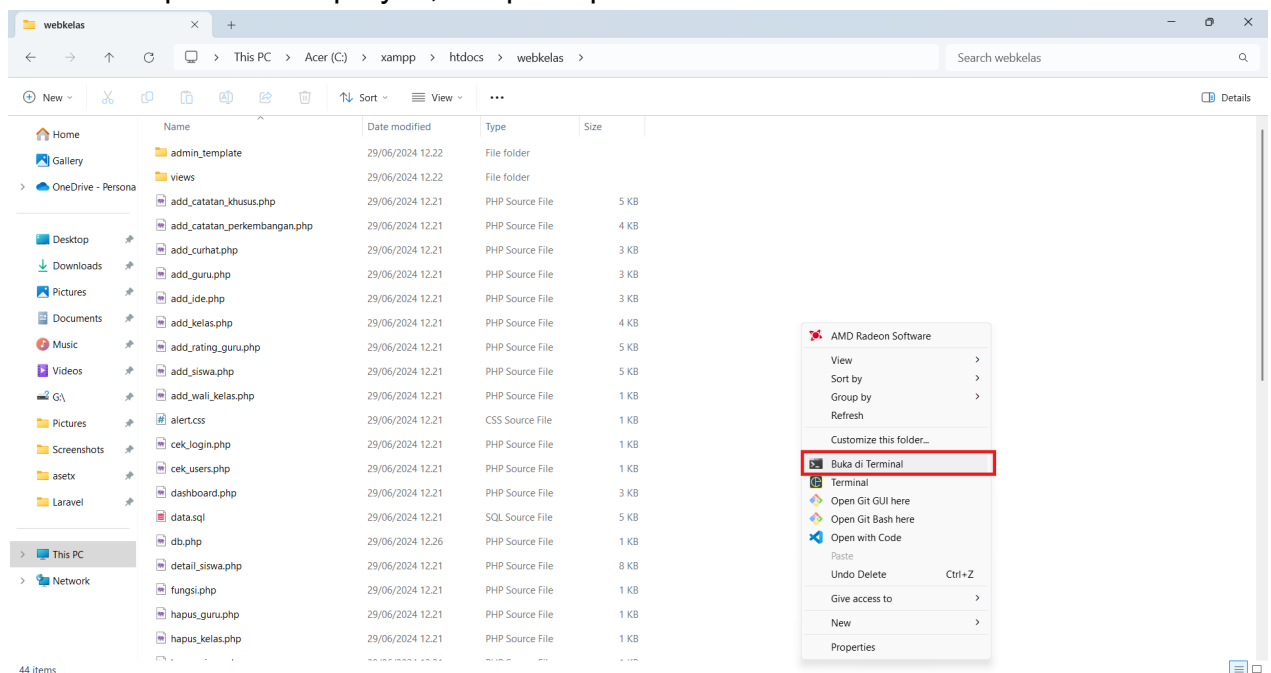 webkelas
This PC > Acer (C:) > xampp > htdocs > webkelas >
Search webkelas
New
Sort
View
Details
Home
Gallery
OneDrive - Persona
Desktop
Downloads
Pictures
Documents
Music
Videos
G:\
Pictures
Screenshots
asetx
Laravel
This PC
Network
Name Date modified Type Size
admin_template 29/06/2024 12.22 File folder
views 29/06/2024 12.22 File folder
add_catatan_khusus.php 29/06/2024 12.21 PHP Source File 5 KB
add_catatan_perkembangan.php 29/06/2024 12.21 PHP Source File 4 KB
add_curhat.php 29/06/2024 12.21 PHP Source File 3 KB
add_guru.php 29/06/2024 12.21 PHP Source File 3 KB
add_ide.php 29/06/2024 12.21 PHP Source File 3 KB
add_kelas.php 29/06/2024 12.21 PHP Source File 4 KB
add_rating_guru.php 29/06/2024 12.21 PHP Source File 5 KB
add_siswa.php 29/06/2024 12.21 PHP Source File 5 KB
add_wali_kelas.php 29/06/2024 12.21 PHP Source File 1 KB
alert.css 29/06/2024 12.21 CSS Source File 1 KB
cek_login.php 29/06/2024 12.21 PHP Source File 1 KB
cek_users.php 29/06/2024 12.21 PHP Source File 1 KB
dashboard.php 29/06/2024 12.21 PHP Source File 3 KB
data.sql 29/06/2024 12.21 SQL Source File 5 KB
db.php 29/06/2024 12.26 PHP Source File 1 KB
detail_siswa.php 29/06/2024 12.21 PHP Source File 8 KB
fungsi.php 29/06/2024 12.21 PHP Source File 1 KB
hapus_guru.php 29/06/2024 12.21 PHP Source File 1 KB
hapus_kelas.php 29/06/2024 12.21 PHP Source File 1 KB
AMD Radeon Software
View
Sort by
Group by
Refresh
Customize this folder...
Buka di Terminal
Terminal
Open Git GUI here
Open Git Bash here
Open with Code
Paste
Undo Delete Ctrl+Z
Give access to
New
Properties
44 items